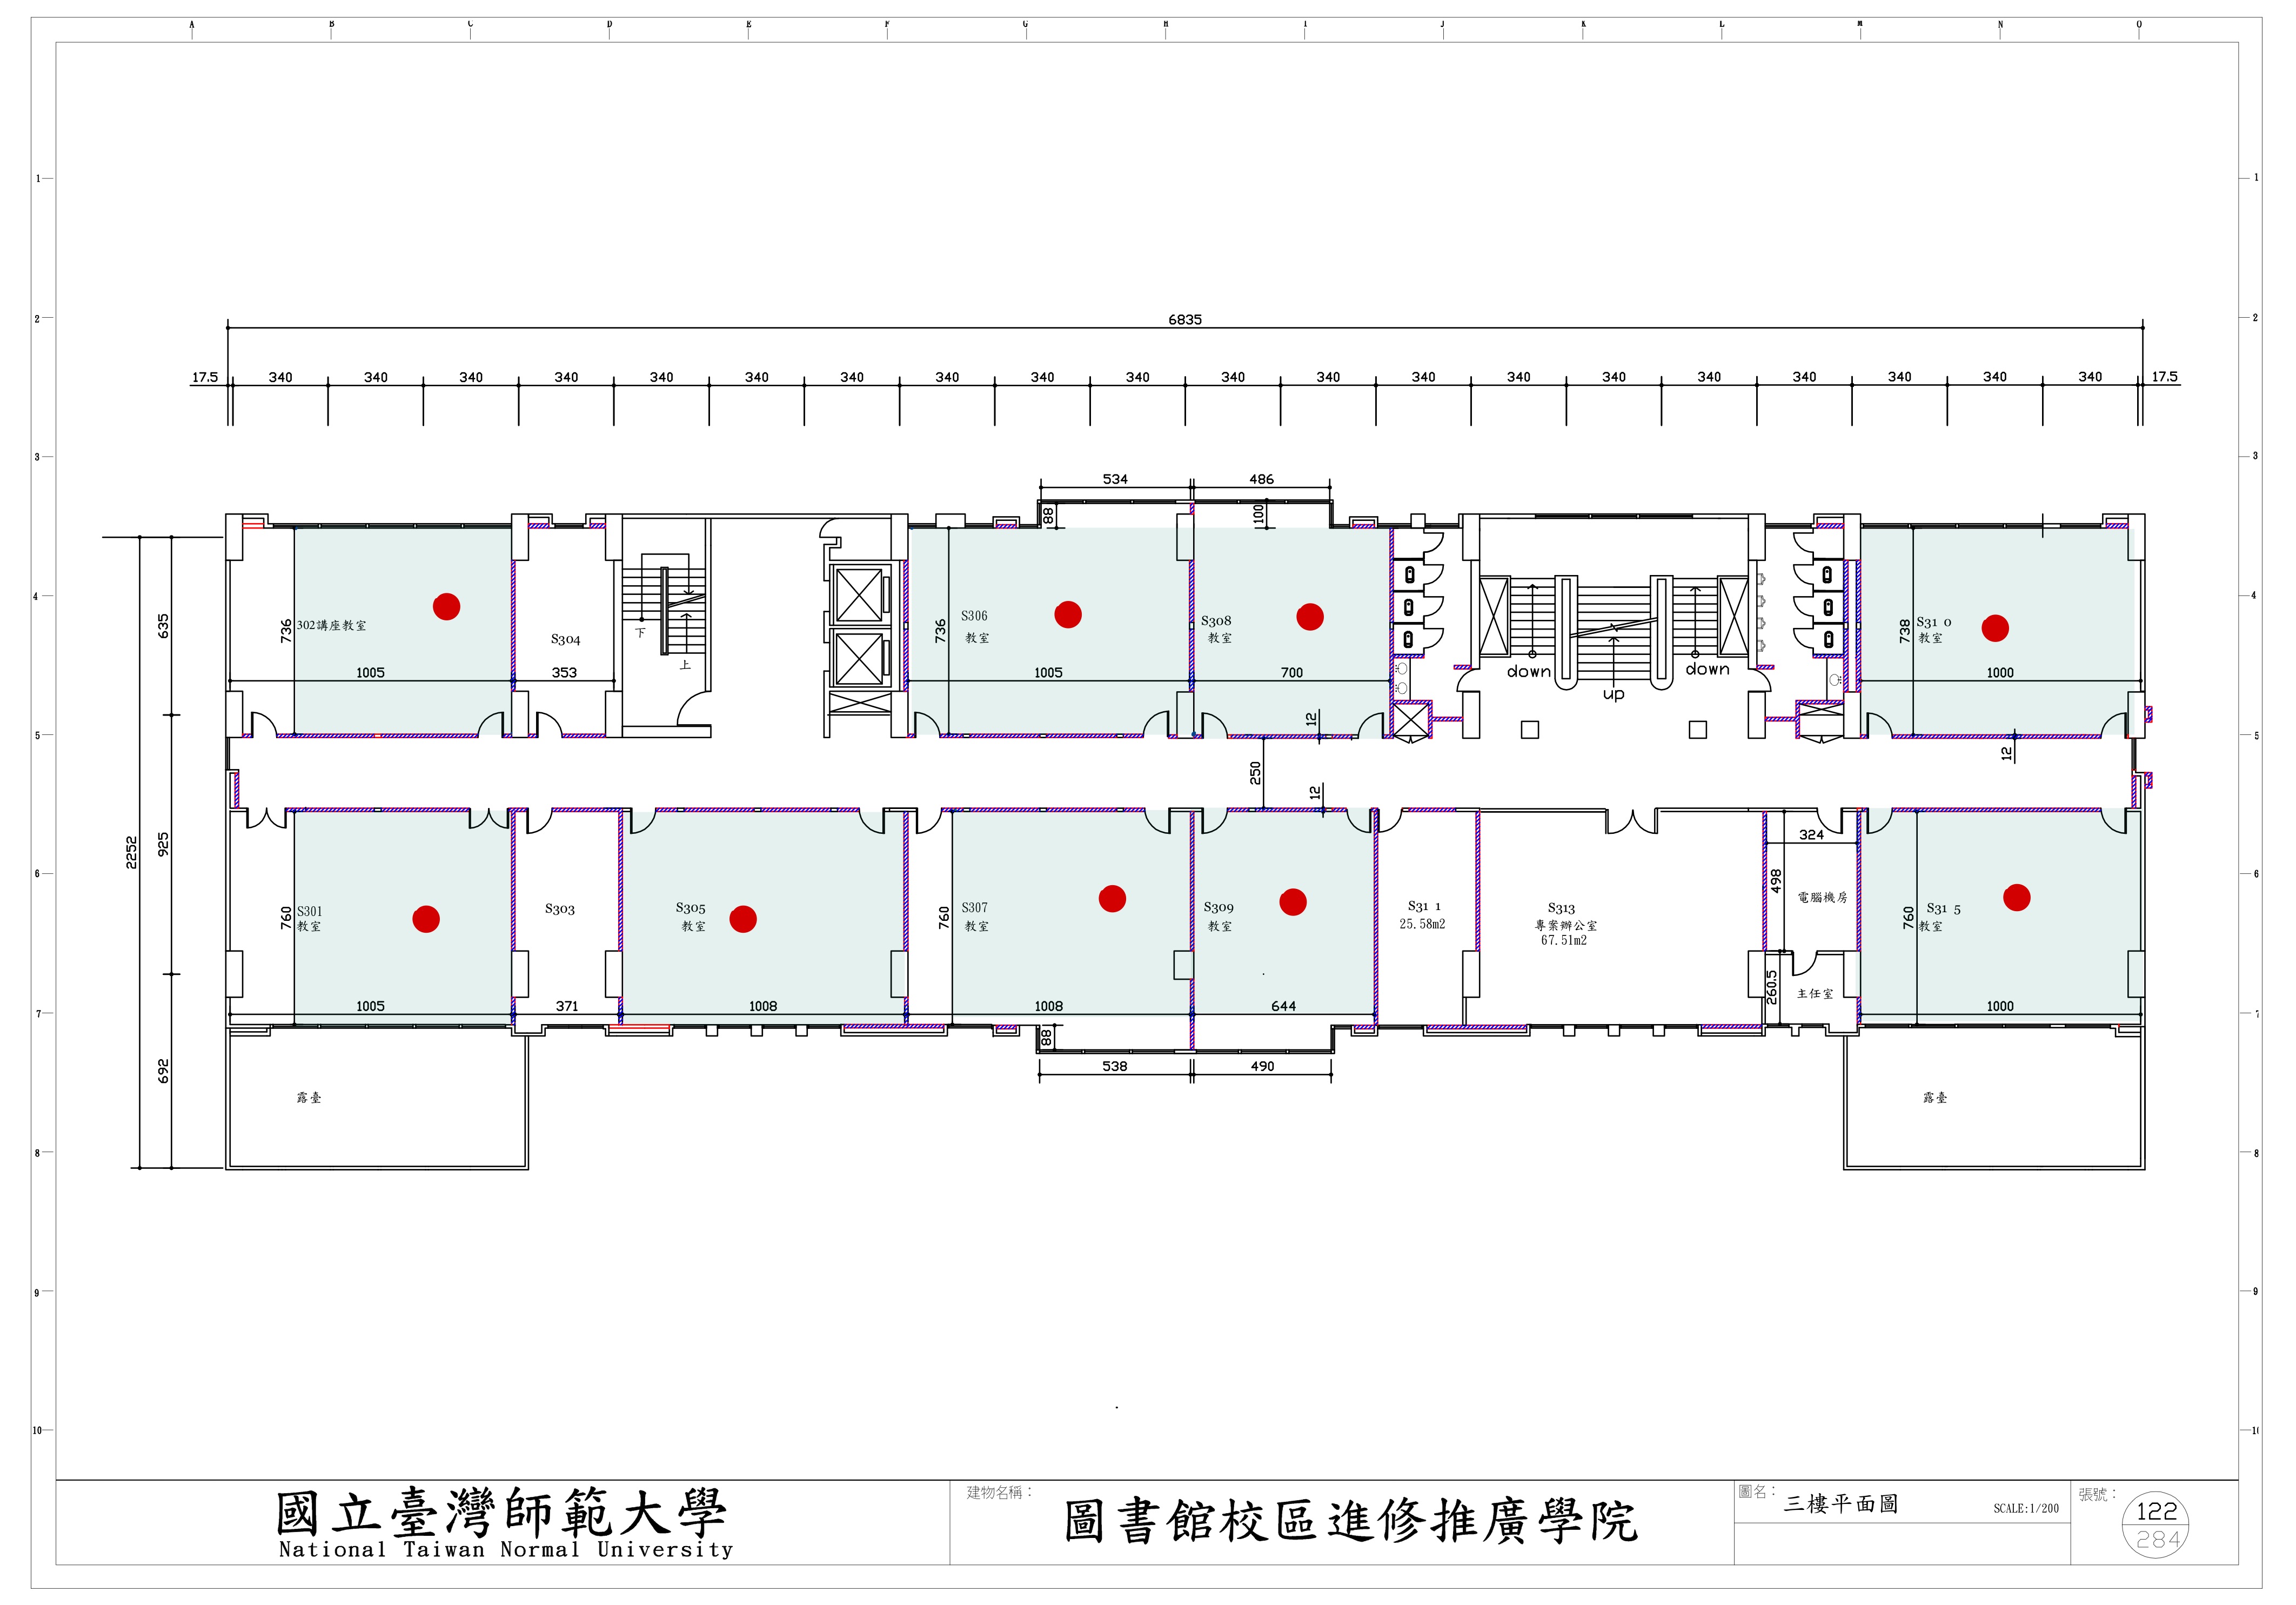 A B C D E F G H I J K L M N O
6835
17.5 340 340 340 340 340 340 340 340 340 340 340 340 340 340 340 340 340 340 340 340 17.5
534 486
88 100
635 925 692
2252
736
302講座教室
1005
S304
353
下
上
736
S306
教室
1005
S308
教室
700
12
down
up
down
738
S31 0
教室
1000
12
250
12
760
S301
教室
1005
S303
371
S305
教室
1008
760
S307
教室
1008
S309
教室
644
S31 1
25.58m2
S313
專案辦公室
67.51m2
324
498
電腦機房
260.5
主任室
760
S31 5
教室
1000
88
538 490
露臺
露臺
1 2 3 4 5 6 7 8 9 10
1 2 3 4 5 6 7 8 9
國立臺灣師範大學
National Taiwan Normal University
建物名稱：
圖書館校區進修推廣學院
圖名：
三樓平面圖
SCALE:1/200
張號：
122
284